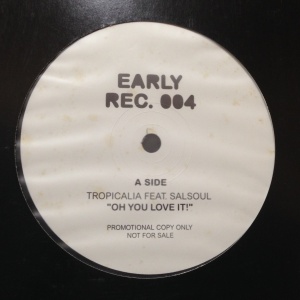 EARLY
REC. 004
A SIDE
TROPICALIA FEAT. SALSOUL
"OH YOU LOVE IT!"
PROMOTIONAL COPY ONLY
NOT FOR SALE